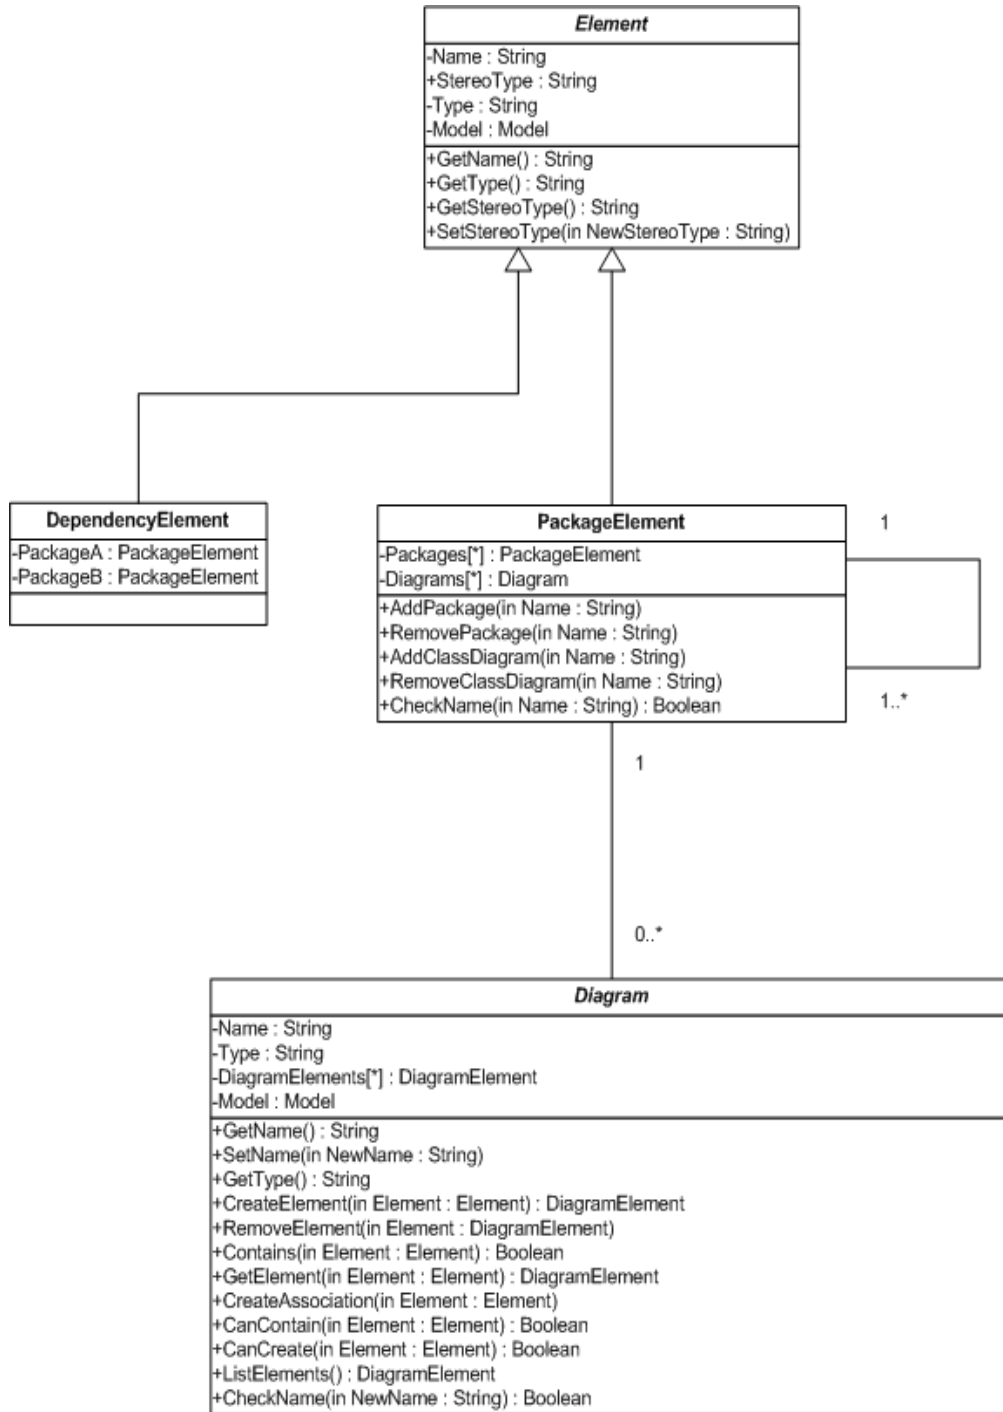 Element
-Name : String
+StereoType : String
-Type : String
-Model : Model
+GetName() : String
+GetType() : String
+GetStereoType() : String
+SetStereoType(in NewStereoType : String)
DependencyElement
-PackageA : PackageElement
-PackageB : PackageElement
PackageElement
-Packages[*] : PackageElement
-Diagrams[*] : Diagram
+AddPackage(in Name : String)
+RemovePackage(in Name : String)
+AddClassDiagram(in Name : String)
+RemoveClassDiagram(in Name : String)
+CheckName(in Name : String) : Boolean
1
1..*
1
0..*
Diagram
-Name : String
-Type : String
-DiagramElements[*] : DiagramElement
-Model : Model
+GetName() : String
+SetName(in NewName : String)
+GetType() : String
+CreateElement(in Element : Element) : DiagramElement
+RemoveElement(in Element : DiagramElement)
+Contains(in Element : Element) : Boolean
+GetElement(in Element : Element) : DiagramElement
+CreateAssociation(in Element : Element)
+CanContain(in Element : Element) : Boolean
+CanCreate(in Element : Element) : Boolean
+ListElements() : DiagramElement
+CheckName(in NewName : String) : Boolean